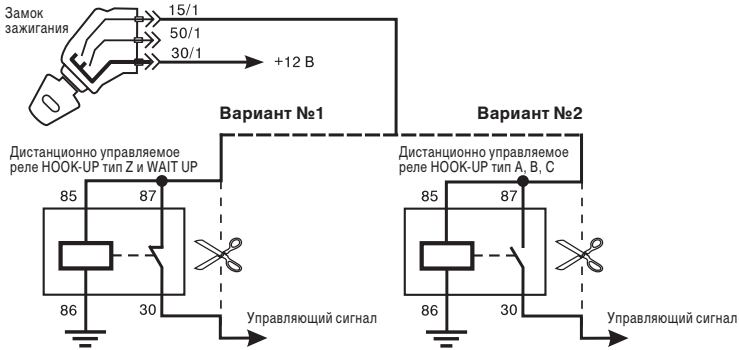 Замок
зажигания
15/1
50/1
30/1
+12 В
Вариант №1
Вариант №2
Дистанционно управляемое
реле HOOK-UP тип Z и WAIT UP
Дистанционно управляемое
реле HOOK-UP тип А, В, С
85
87
85
87
86
30
86
30
Управляющий сигнал
Управляющий сигнал